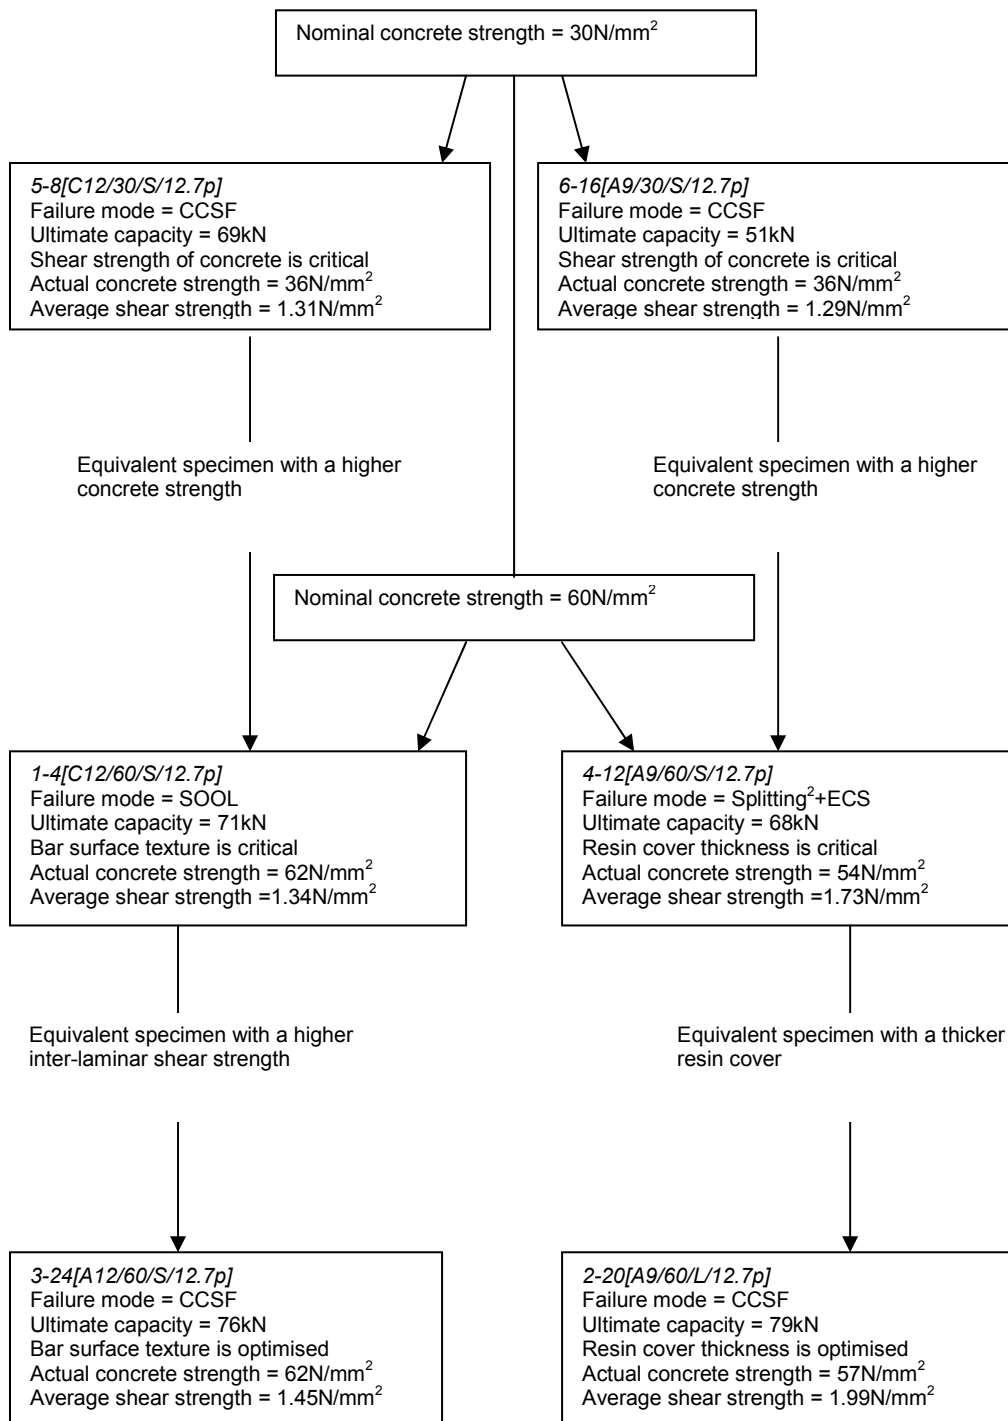 Nominal concrete strength = 30N/mm²
5-8[C12/30/S/12.7p]
Failure mode = CCSF
Ultimate capacity = 69kN
Shear strength of concrete is critical
Actual concrete strength = 36N/mm²
Average shear strength = 1.31N/mm²
6-16[A9/30/S/12.7p]
Failure mode = CCSF
Ultimate capacity = 51kN
Shear strength of concrete is critical
Actual concrete strength = 36N/mm²
Average shear strength = 1.29N/mm²
Equivalent specimen with a higher
concrete strength
Equivalent specimen with a higher
concrete strength
Nominal concrete strength = 60N/mm²
1-4[C12/60/S/12.7p]
Failure mode = SOOL
Ultimate capacity = 71kN
Bar surface texture is critical
Actual concrete strength = 62N/mm²
Average shear strength =1.34N/mm²
4-12[A9/60/S/12.7p]
Failure mode = Splitting²+ECS
Ultimate capacity = 68kN
Resin cover thickness is critical
Actual concrete strength = 54N/mm²
Average shear strength =1.73N/mm²
Equivalent specimen with a higher
inter-laminar shear strength
Equivalent specimen with a thicker
resin cover
3-24[A12/60/S/12.7p]
Failure mode = CCSF
Ultimate capacity = 76kN
Bar surface texture is optimised
Actual concrete strength = 62N/mm²
Average shear strength = 1.45N/mm²
2-20[A9/60/L/12.7p]
Failure mode = CCSF
Ultimate capacity = 79kN
Resin cover thickness is optimised
Actual concrete strength = 57N/mm²
Average shear strength = 1.99N/mm²